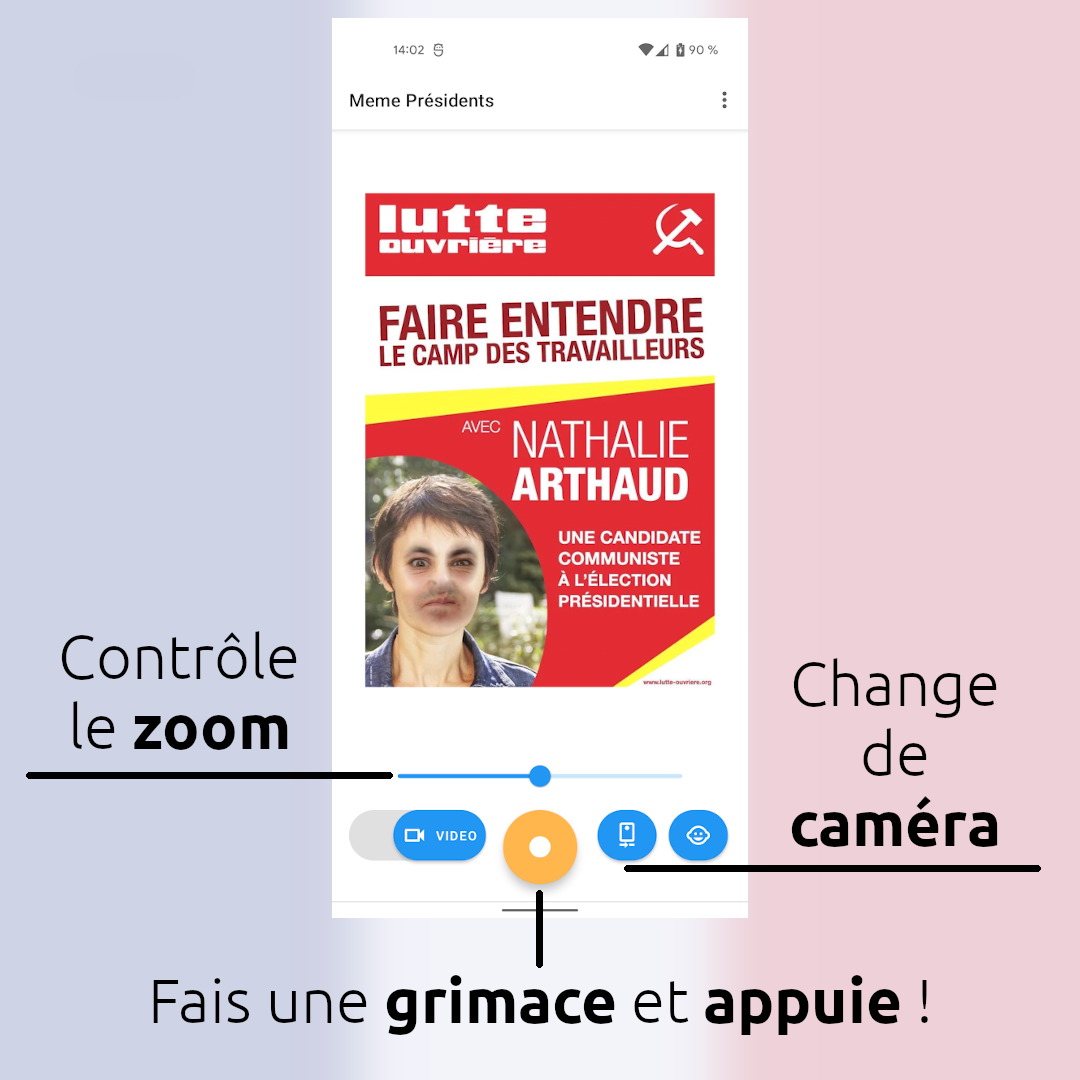 14:02
90 %
Meme Présidents
lutte
ouvrière
FAIRE ENTENDRE
LE CAMP DES TRAVAILLEURS
AVEC NATHALIE
ARTHAUD
UNE CANDIDATE
COMMUNISTE
À L'ÉLECTION
PRÉSIDENTIELLE
www.lutte-ouvriere.org
Contrôle
le zoom
Change
de
caméra
VIDEO
Fais une grimace et appuie !